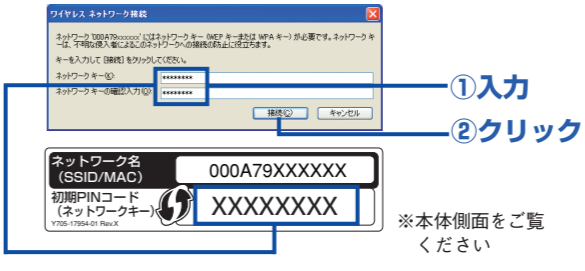 ワイヤレス ネットワーク接続
ネットワーク '000A79xxxxxx' にはネットワーク キー (WEP キーまたは WPA キー) が必要です。ネットワーク キ
ーは、不明な侵入者によるこのネットワークへの接続の防止に役立ちます。
キーを入力して [接続] をクリックしてください。
ネットワーク キー(K): ********
ネットワーク キーの確認入力(O): ********
接続(C) キャンセル
①入力
②クリック
ネットワーク名
(SSID/MAC) 000A79XXXXXX
初期PINコード
(ネットワークキー) XXXXXXXX
Y705-17954-01 Rev.X
※本体側面をご覧
ください